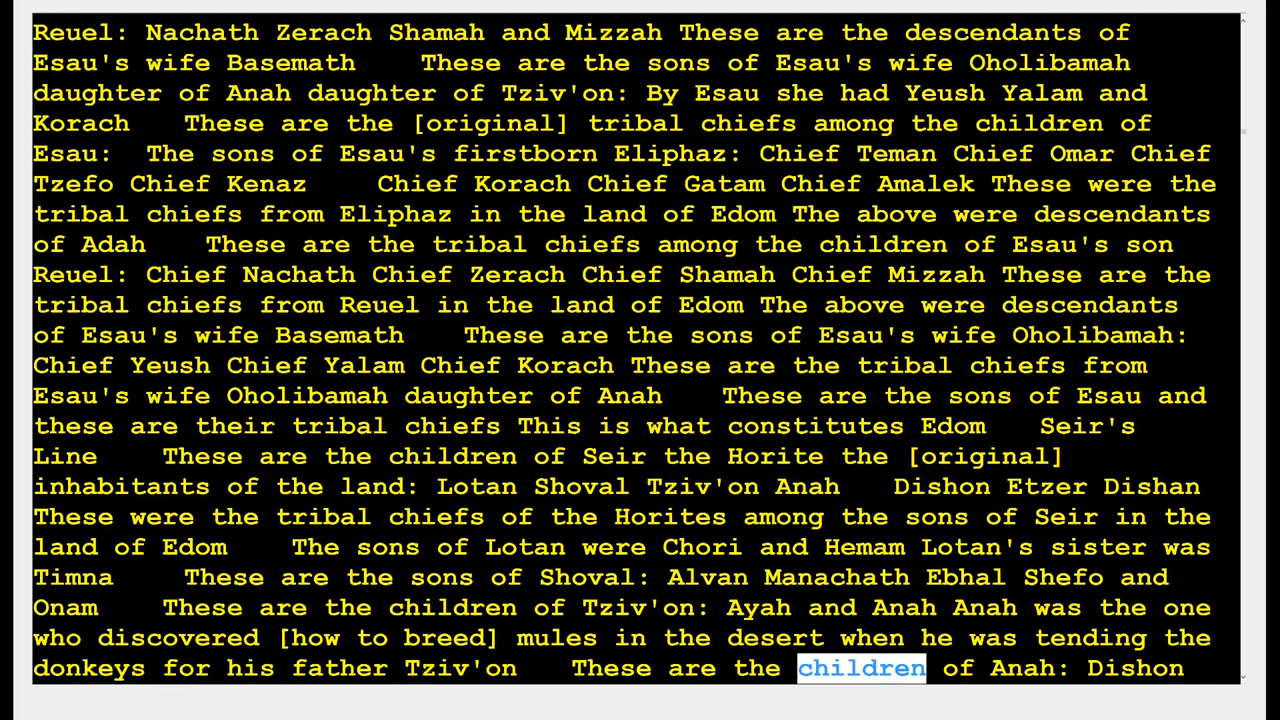 Reuel: Nachath Zerach Shamah and Mizzah These are the descendants of
Esau's wife Basemath These are the sons of Esau's wife Oholibamah
daughter of Anah daughter of Tziv'on: By Esau she had Yeush Yalam and
Korach These are the [original] tribal chiefs among the children of
Esau: The sons of Esau's firstborn Eliphaz: Chief Teman Chief Omar Chief
Tzefo Chief Kenaz Chief Korach Chief Gatam Chief Amalek These were the
tribal chiefs from Eliphaz in the land of Edom The above were descendants
of Adah These are the tribal chiefs among the children of Esau's son
Reuel: Chief Nachath Chief Zerach Chief Shamah Chief Mizzah These are the
tribal chiefs from Reuel in the land of Edom The above were descendants
of Esau's wife Basemath These are the sons of Esau's wife Oholibamah:
Chief Yeush Chief Yalam Chief Korach These are the tribal chiefs from
Esau's wife Oholibamah daughter of Anah These are the sons of Esau and
these are their tribal chiefs This is what constitutes Edom Seir's
Line These are the children of Seir the Horite the [original]
inhabitants of the land: Lotan Shoval Tziv'on Anah Dishon Etzer Dishan
These were the tribal chiefs of the Horites among the sons of Seir in the
land of Edom The sons of Lotan were Chori and Hemam Lotan's sister was
Timna These are the sons of Shoval: Alvan Manachath Ebhal Shefo and
Onam These are the children of Tziv'on: Ayah and Anah Anah was the one
who discovered [how to breed] mules in the desert when he was tending the
donkeys for his father Tziv'on These are the children of Anah: Dishon